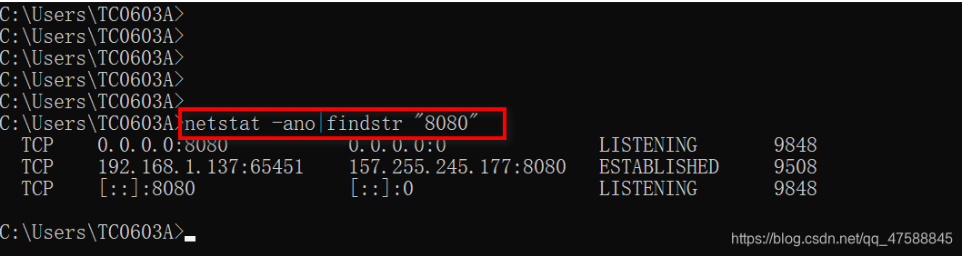 C:\Users\TC0603A>
C:\Users\TC0603A>
C:\Users\TC0603A>
C:\Users\TC0603A>
C:\Users\TC0603A>
C:\Users\TC0603A>netstat -ano|findstr "8080"
TCP 0.0.0.0:8080 0.0.0.0:0 LISTENING 9848
TCP 192.168.1.137:65451 157.255.245.177:8080 ESTABLISHED 9508
TCP [::]:8080 [::]:0 LISTENING 9848
C:\Users\TC0603A>
https://blog.csdn.net/qq_47588845